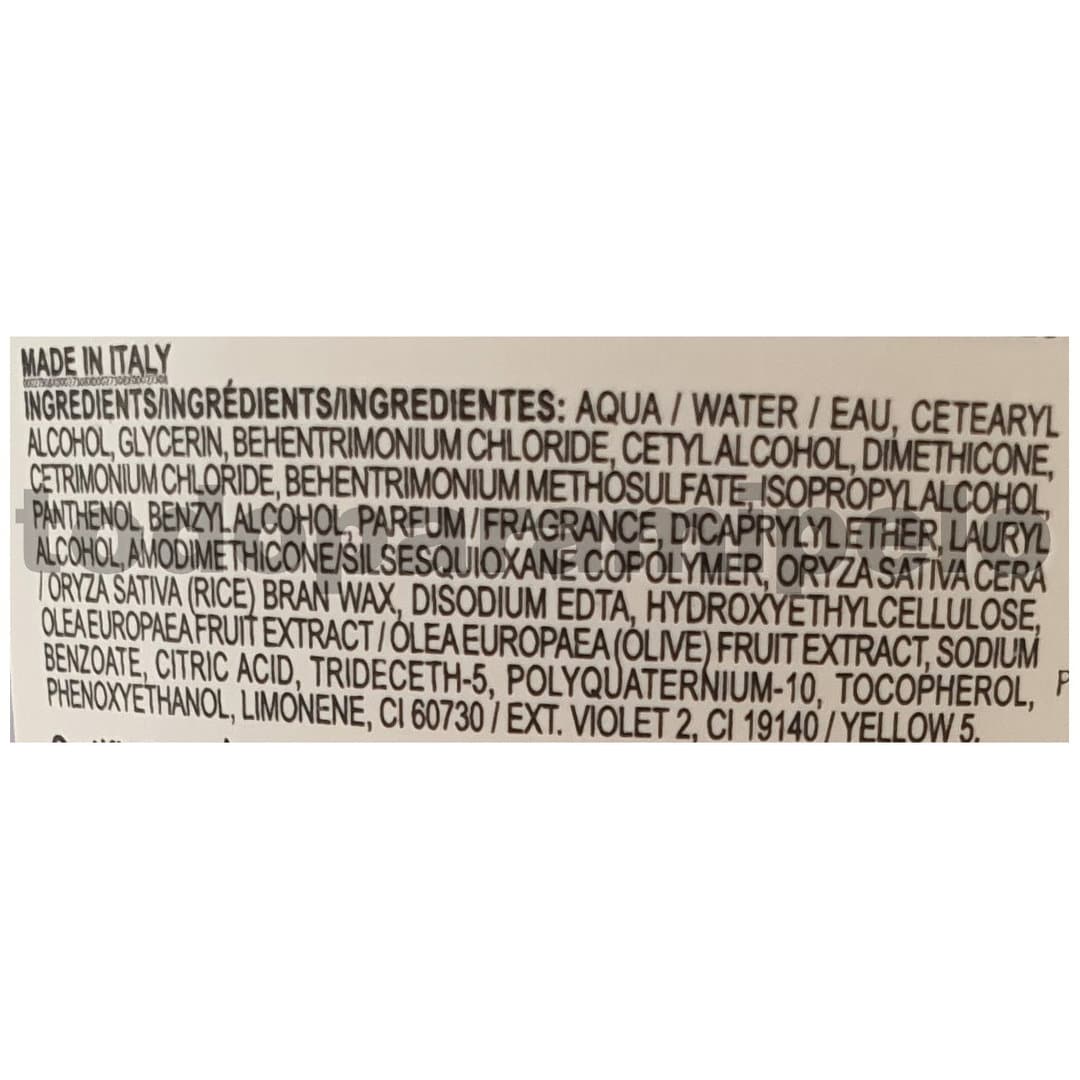 MADE IN ITALY
INGREDIENTS/INGRÉDIENTS/INGREDIENTES: AQUA / WATER / EAU, CETEARYL
ALCOHOL, GLYCERIN, BEHENTRIMONIUM CHLORIDE, CETYL ALCOHOL, DIMETHICONE,
CETRIMONIUM CHLORIDE, BEHENTRIMONIUM METHOSULFATE, ISOPROPYL ALCOHOL,
todoparamipelo
PANTHENOL, BENZYL ALCOHOL, PARFUM / FRAGRANCE, DICAPRYLYL ETHER, LAURYL
ALCOHOL, AMODIMETHICONE/SILSESQUIOXANE COPOLYMER, ORYZA SATIVA CERA
/ ORYZA SATIVA (RICE) BRAN WAX, DISODIUM EDTA, HYDROXYETHYLCELLULOSE,
OLEA EUROPAEA FRUIT EXTRACT / OLEA EUROPAEA (OLIVE) FRUIT EXTRACT, SODIUM
BENZOATE, CITRIC ACID, TRIDECETH-5, POLYQUATERNIUM-10, TOCOPHEROL,
PHENOXYETHANOL, LIMONENE, CI 60730 / EXT. VIOLET 2, CI 19140 / YELLOW 5.